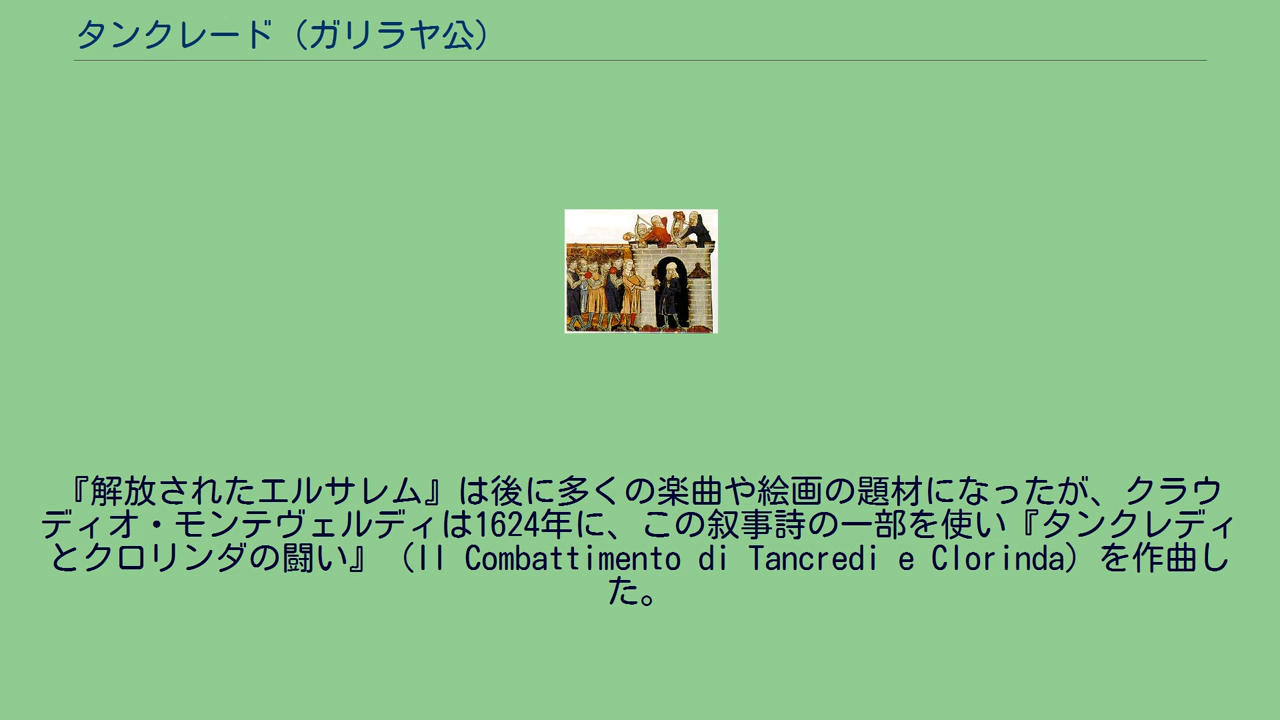 タンクレード（ガリラヤ公）
『解放されたエルサレム』は後に多くの楽曲や絵画の題材になったが、クラウ
ディオ・モンテヴェルディは1624年に、この叙事詩の一部を使い『タンクレディ
とクロリンダの闘い』（Il Combattimento di Tancredi e Clorinda）を作曲し
た。